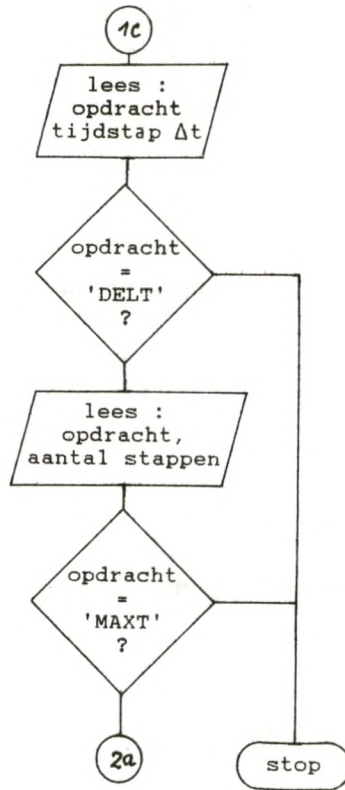 1c
lees :
opdracht
tijdstap Δt
opdracht
=
'DELT'
?
lees :
opdracht,
aantal stappen
opdracht
=
'MAXT'
?
2a
stop